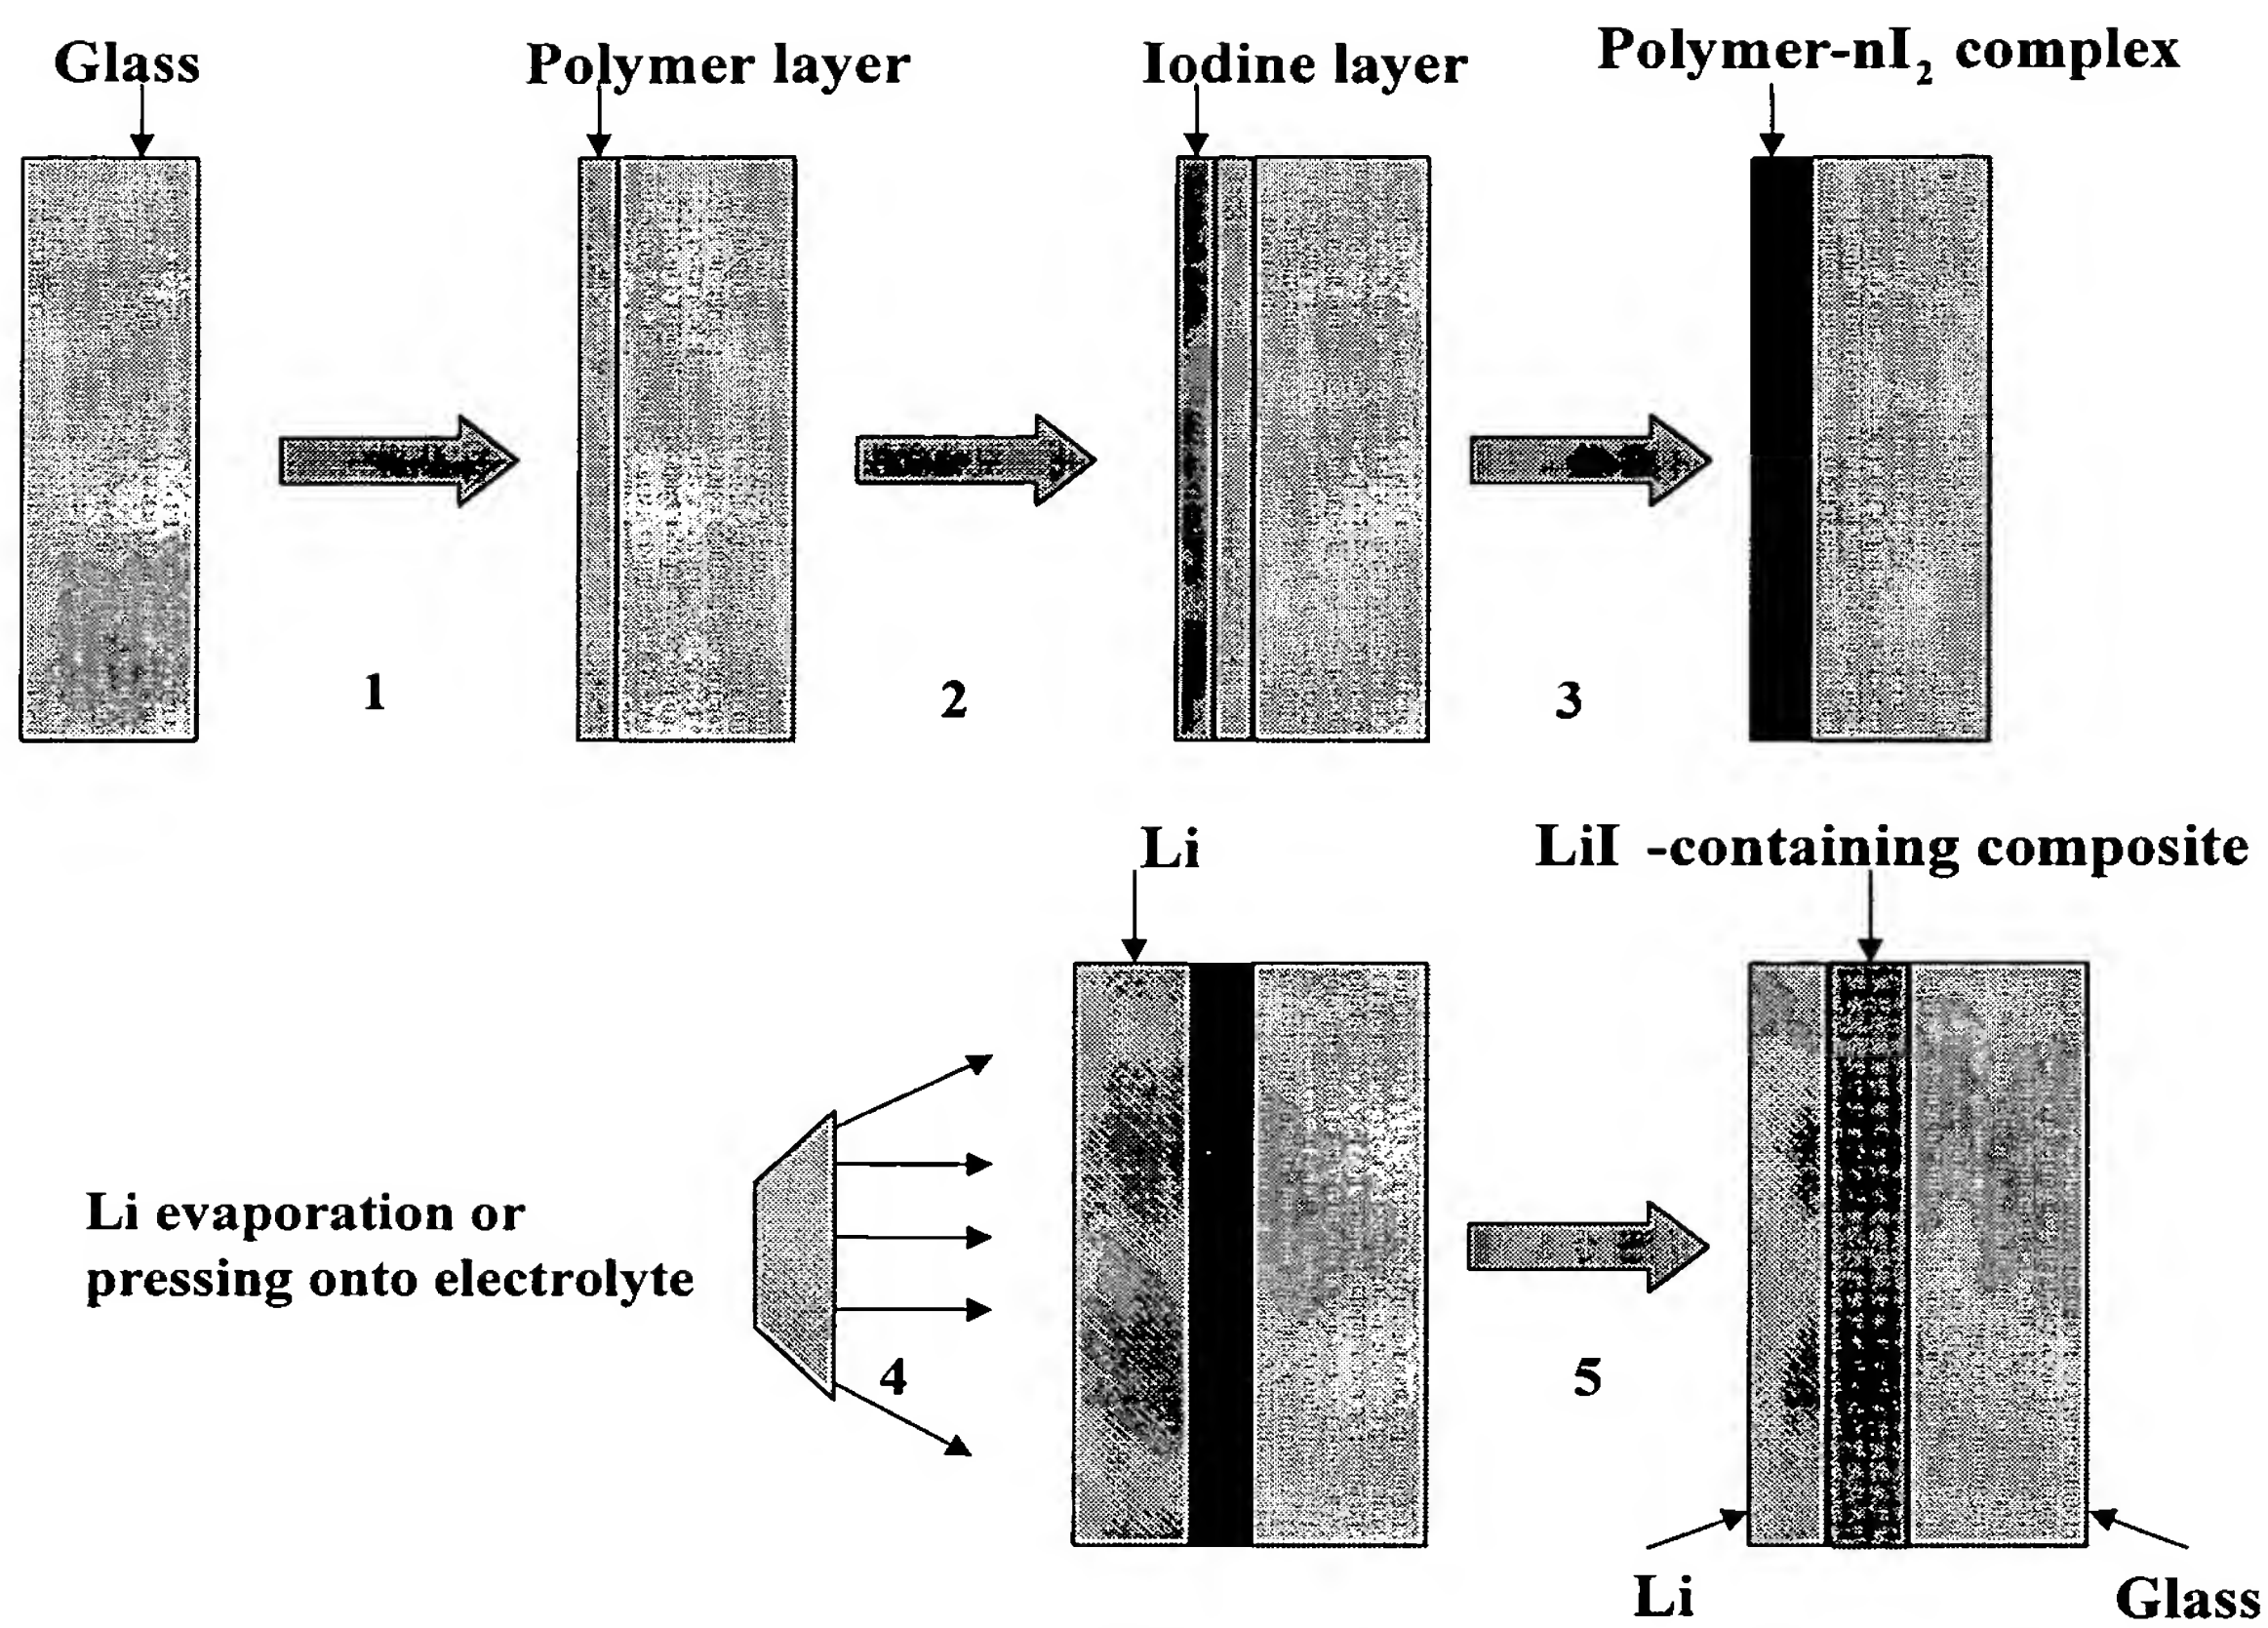 Glass
Polymer layer
Iodine layer
Polymer-nI₂ complex
1
2
3
Li
LiI -containing composite
Li evaporation or
pressing onto electrolyte
4
5
Li
Glass